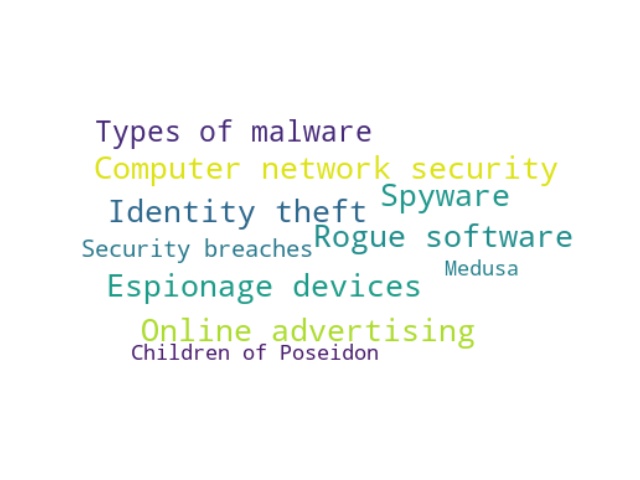 Types of malware
Computer network security
Spyware
Identity theft
Rogue software
Security breaches
Medusa
Espionage devices
Online advertising
Children of Poseidon